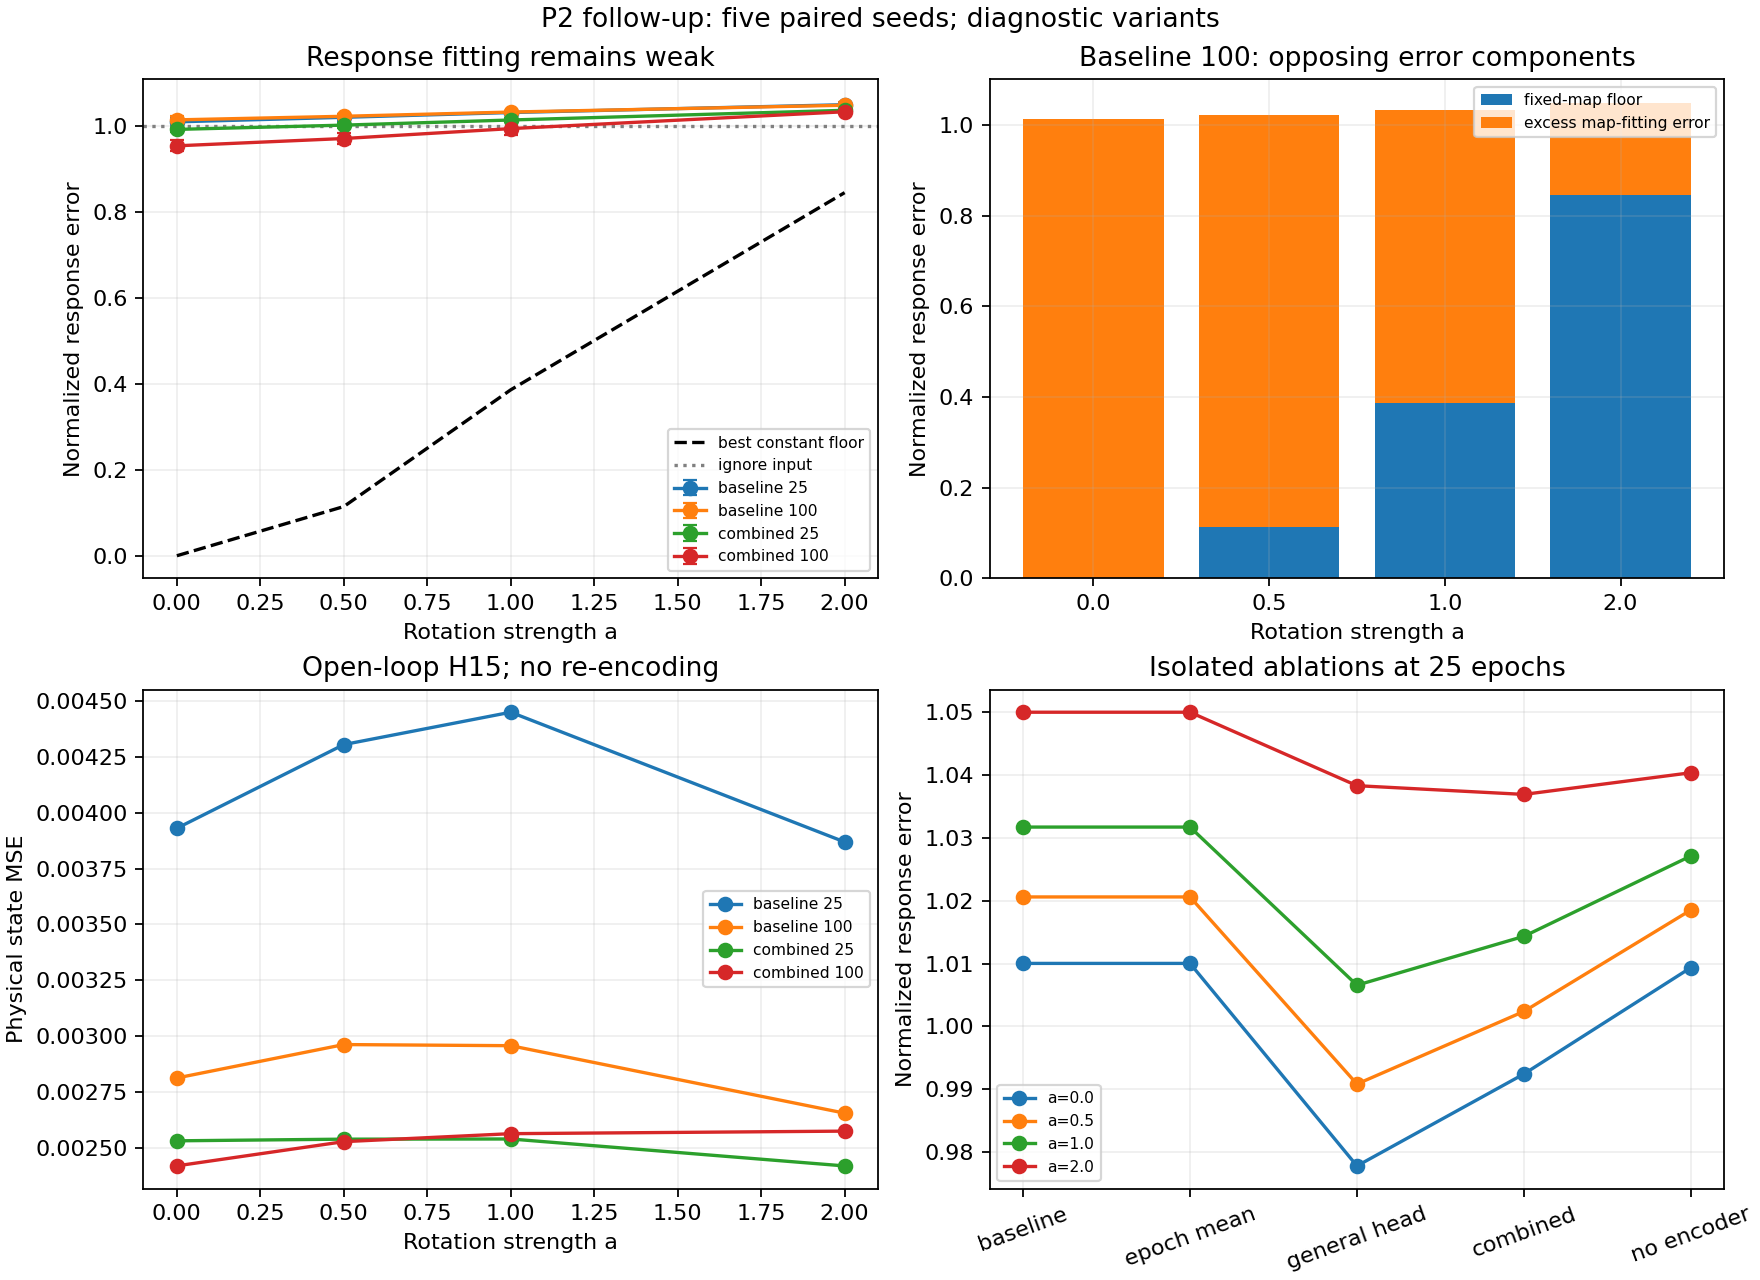 P2 follow-up: five paired seeds; diagnostic variants
Response fitting remains weak
Normalized response error
1.0
0.8
0.6
0.4
0.2
0.0
best constant floor
ignore input
baseline 25
baseline 100
combined 25
combined 100
0.00 0.25 0.50 0.75 1.00 1.25 1.50 1.75 2.00
Rotation strength a
Baseline 100: opposing error components
Normalized response error
1.0
0.8
0.6
0.4
0.2
0.0
fixed-map floor
excess map-fitting error
0.0 0.5 1.0 2.0
Rotation strength a
Open-loop H15; no re-encoding
Physical state MSE
0.00450
0.00425
0.00400
0.00375
0.00350
0.00325
0.00300
0.00275
0.00250
baseline 25
baseline 100
combined 25
combined 100
0.00 0.25 0.50 0.75 1.00 1.25 1.50 1.75 2.00
Rotation strength a
Isolated ablations at 25 epochs
Normalized response error
1.05
1.04
1.03
1.02
1.01
1.00
0.99
0.98
a=0.0
a=0.5
a=1.0
a=2.0
baseline
epoch mean
general head
combined
no encoder